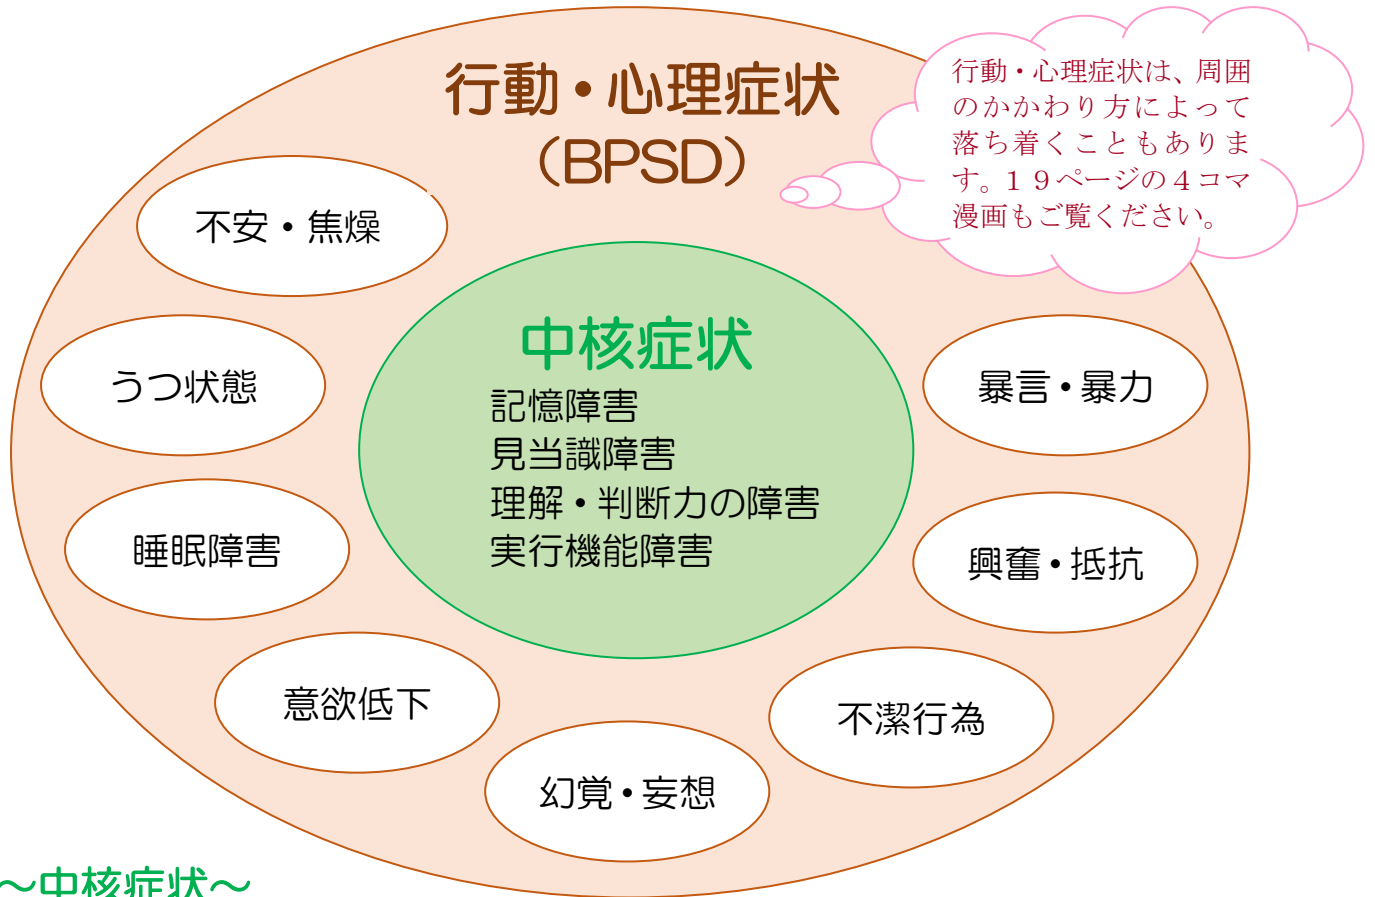 行動・心理症状
（BPSD）
行動・心理症状は、周囲
のかかわり方によって
落ち着くこともありま
す。１９ページの４コマ
漫画もご覧ください。
不安・焦燥
うつ状態
睡眠障害
意欲低下
幻覚・妄想
不潔行為
興奮・抵抗
暴言・暴力
中核症状
記憶障害
見当識障害
理解・判断力の障害
実行機能障害
～中核症状～